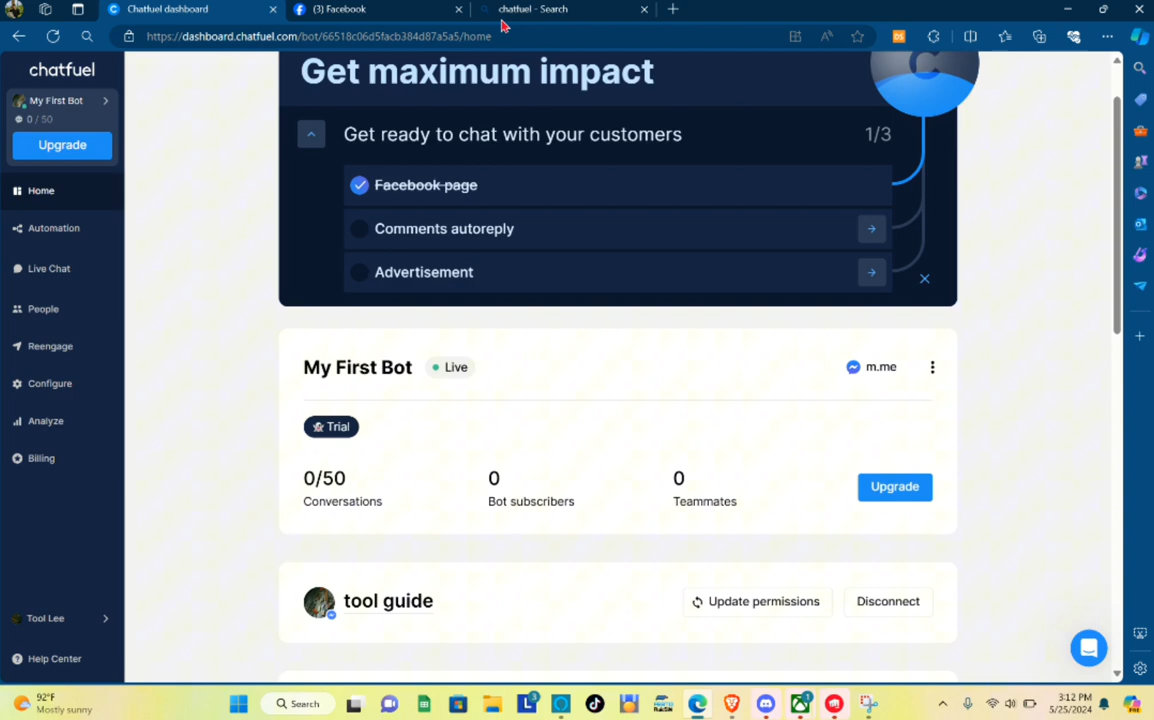 Chatfuel dashboard
(3) Facebook
chatfuel - Search
https://dashboard.chatfuel.com/bot/66518c06d5facb384d87a5a5/home
chatfuel
My First Bot
0 / 50
Upgrade
Home
Automation
Live Chat
People
Reengage
Configure
Analyze
Billing
Tool Lee
Help Center
Get maximum impact
Get ready to chat with your customers 1/3
Facebook page
Comments autoreply
Advertisement
My First Bot Live m.me
Trial
0/50 0 0
Conversations Bot subscribers Teammates
Upgrade
tool guide Update permissions Disconnect
92°F
Mostly sunny
Search
3:12 PM
5/25/2024